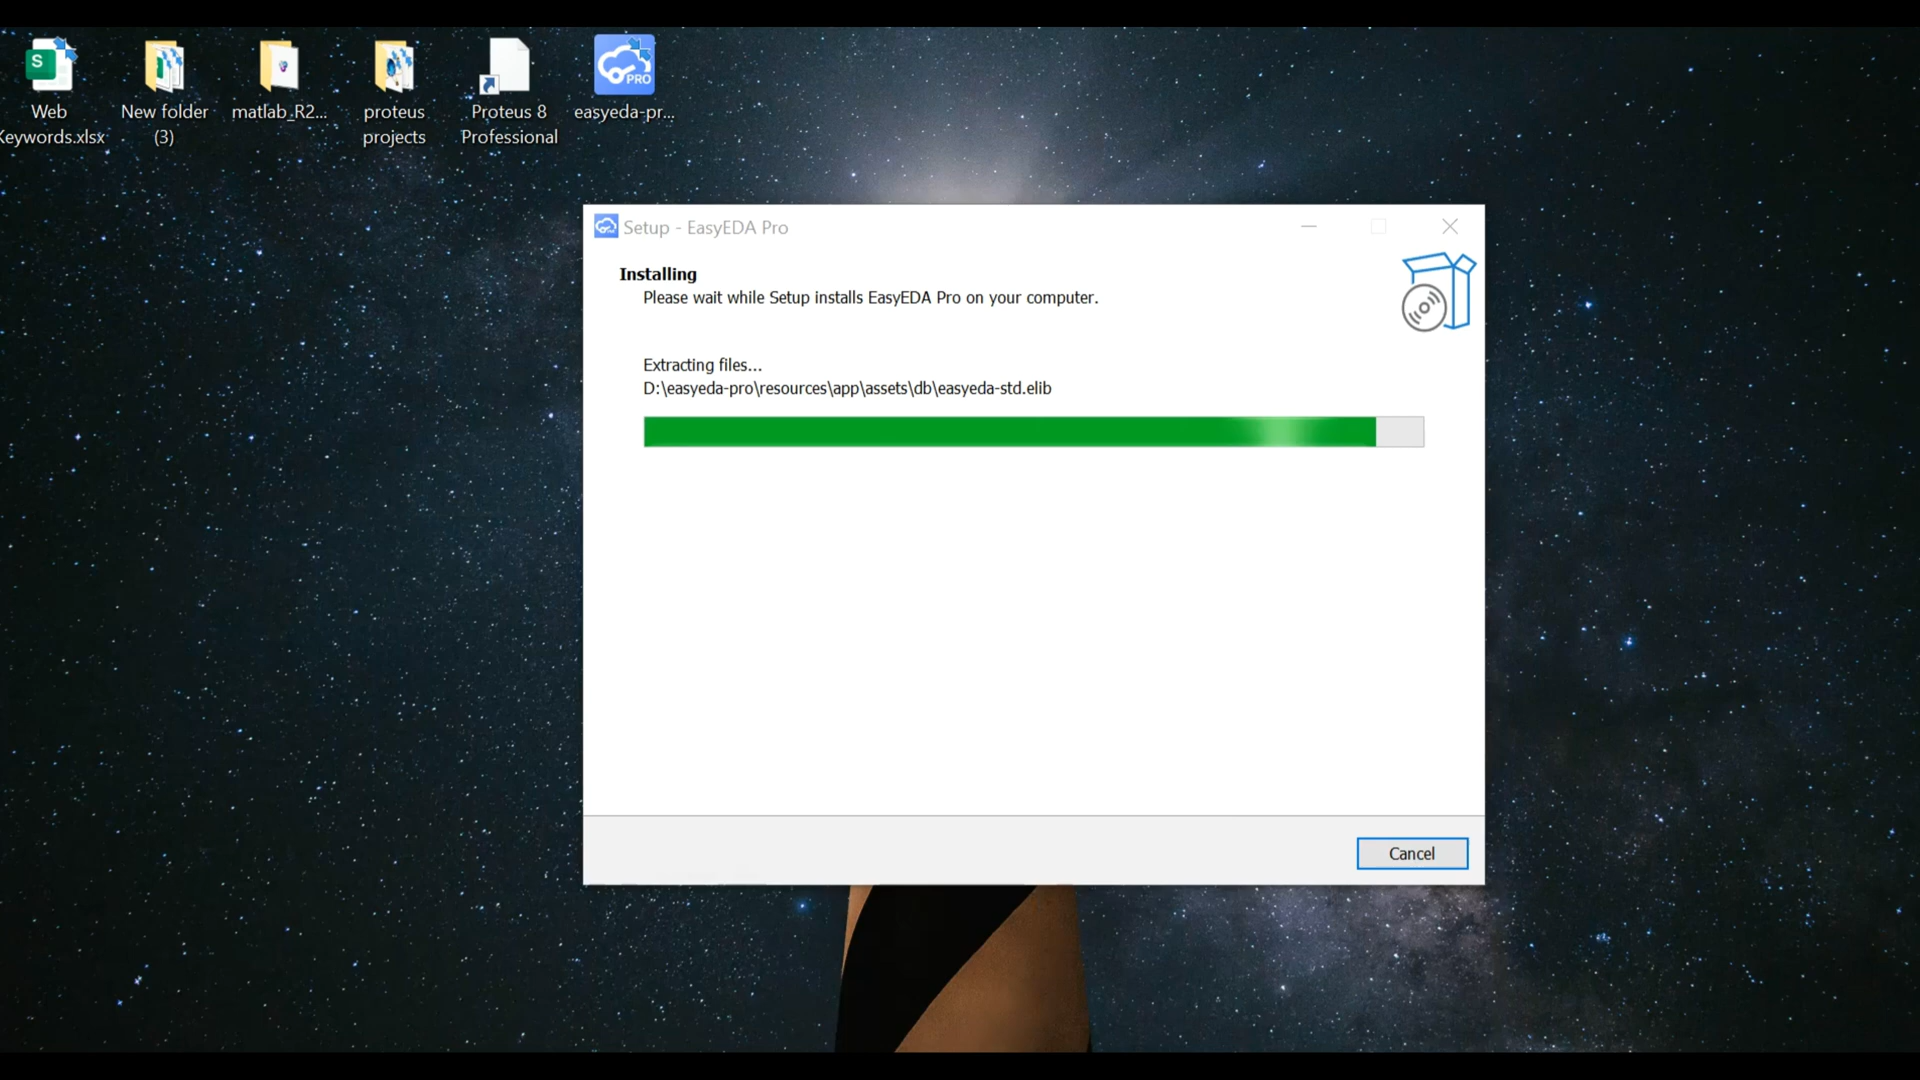 S
PRO
Web
Keywords.xlsx
New folder
(3)
matlab_R2...
proteus
projects
Proteus 8
Professional
easyeda-pr...
Setup - EasyEDA Pro
Installing
Please wait while Setup installs EasyEDA Pro on your computer.
Extracting files...
D:\easyeda-pro\resources\app\assets\db\easyeda-std.elib
Cancel